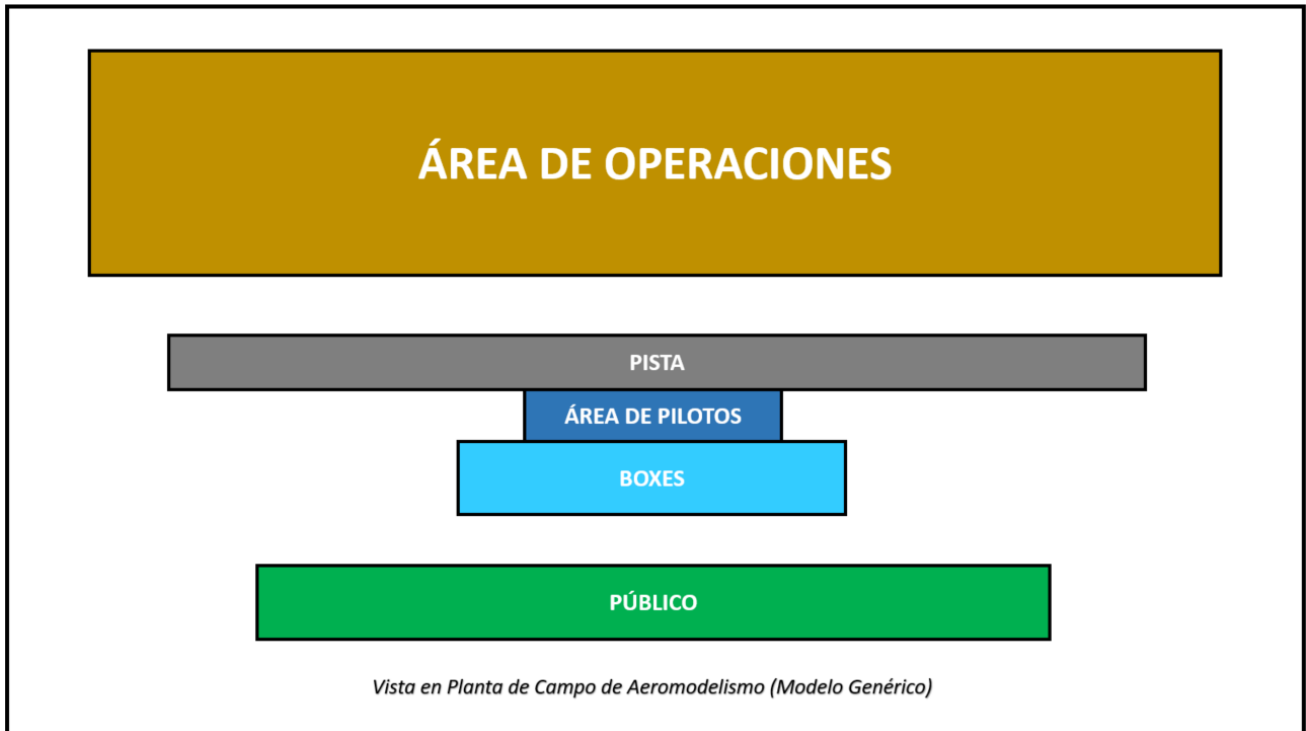 ÁREA DE OPERACIONES
PISTA
ÁREA DE PILOTOS
BOXES
PÚBLICO
Vista en Planta de Campo de Aeromodelismo (Modelo Genérico)